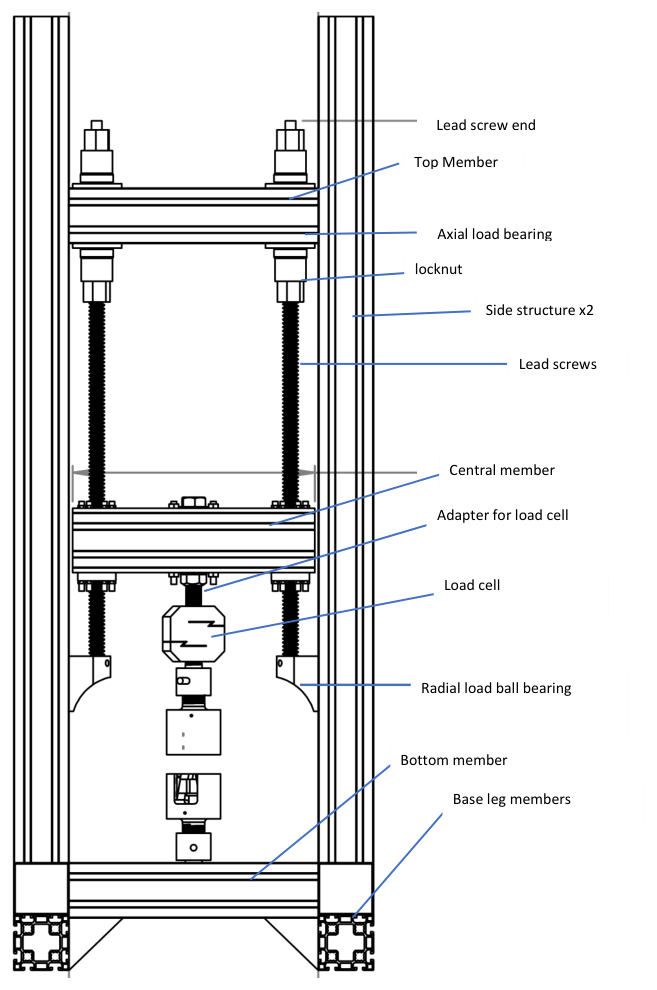 Lead screw end
Top Member
Axial load bearing
locknut
Side structure x2
Lead screws
Central member
Adapter for load cell
Load cell
Radial load ball bearing
Bottom member
Base leg members